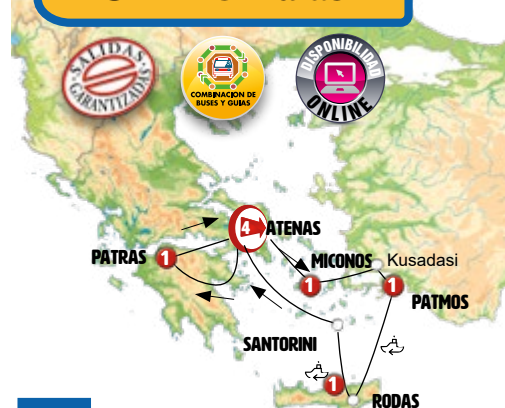 SALIDAS
GARANTIZADAS
COMBINACION DE
BUSES Y GUIAS
DISPONIBILIDAD
ONLINE
4
ATENAS
PATRAS
1
MICONOS
Kusadasi
1
1
PATMOS
SANTORINI
1
RODAS